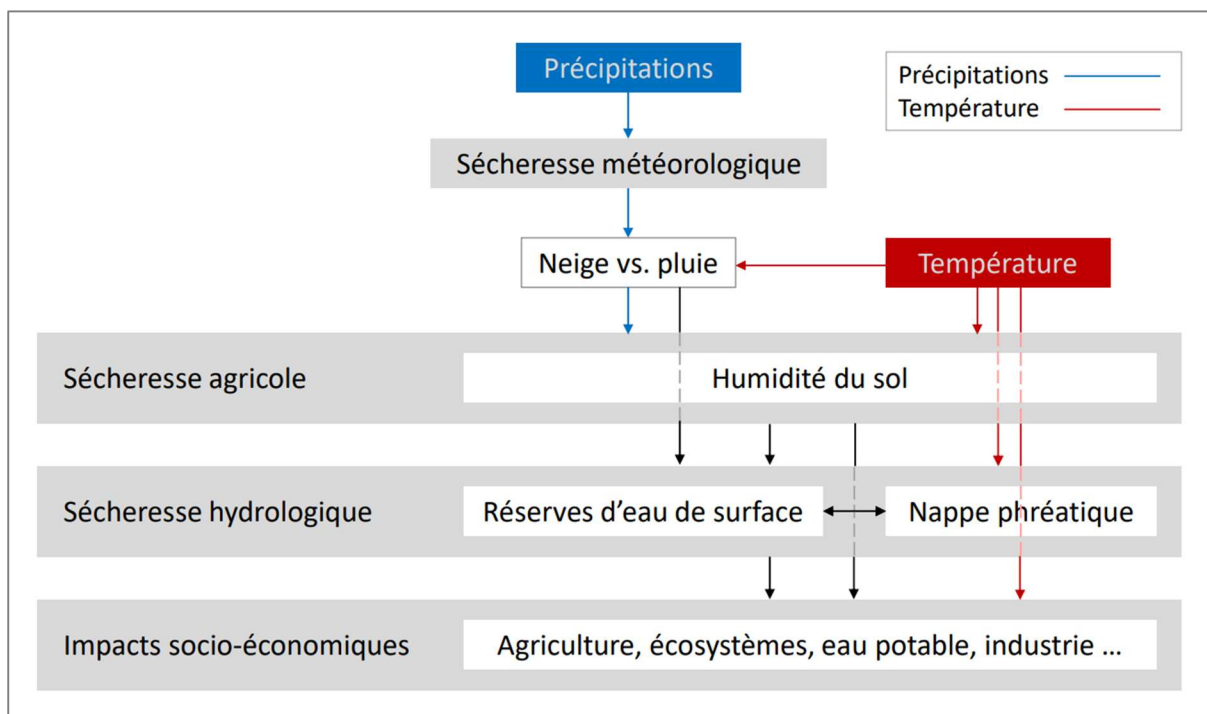 Précipitations
Précipitations
Température
Sécheresse météorologique
Neige vs. pluie
Température
Sécheresse agricole
Humidité du sol
Sécheresse hydrologique
Réserves d’eau de surface
Nappe phréatique
Impacts socio-économiques
Agriculture, écosystèmes, eau potable, industrie ...